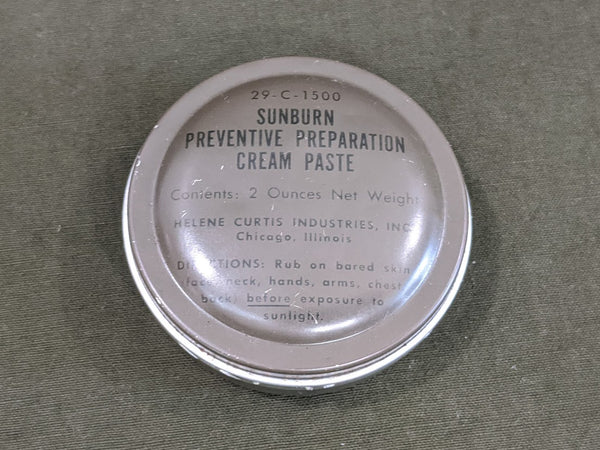 29-C-1500
SUNBURN
PREVENTIVE PREPARATION
CREAM PASTE
Contents: 2 Ounces Net Weight
HELENE CURTIS INDUSTRIES, INC.
Chicago, Illinois
DIRECTIONS: Rub on bared skin
(face, neck, hands, arms, chest,
back) before exposure to
sunlight.